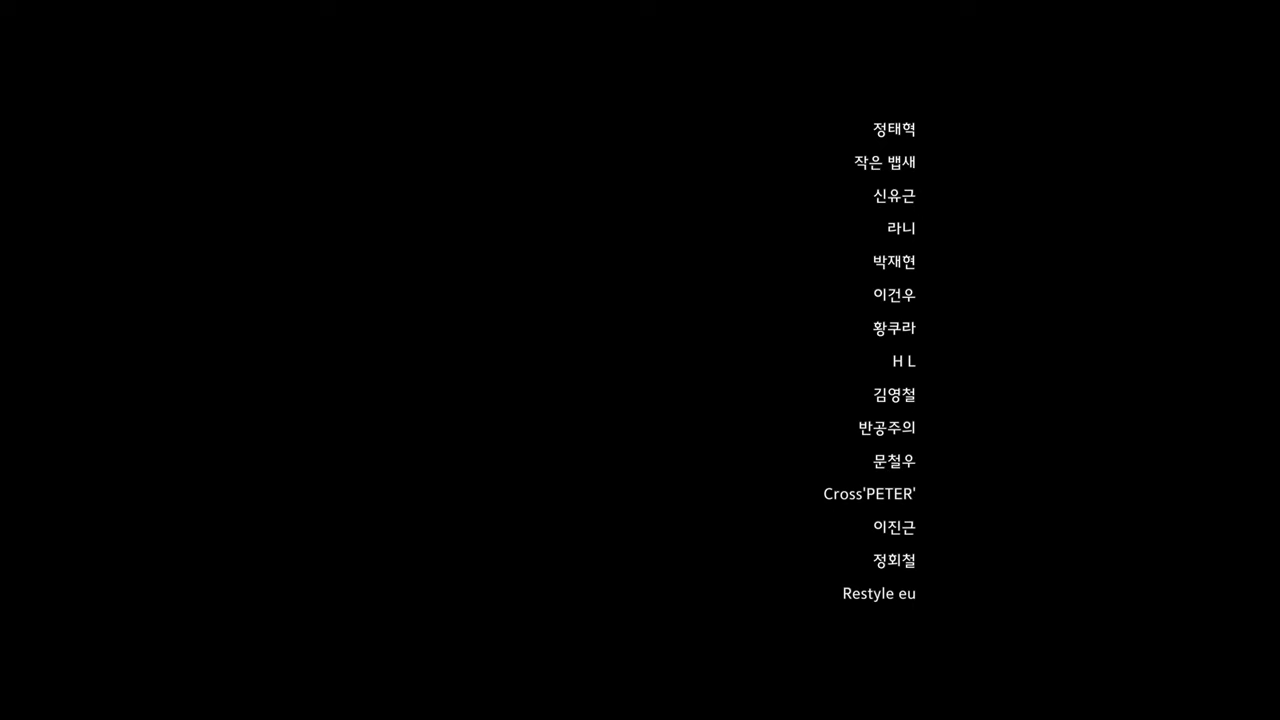 정태혁
작은 뱁새
신유근
라니
박재현
이건우
황쿠라
H L
김영철
반공주의
문철우
Cross'PETER'
이진근
정회철
Restyle eu